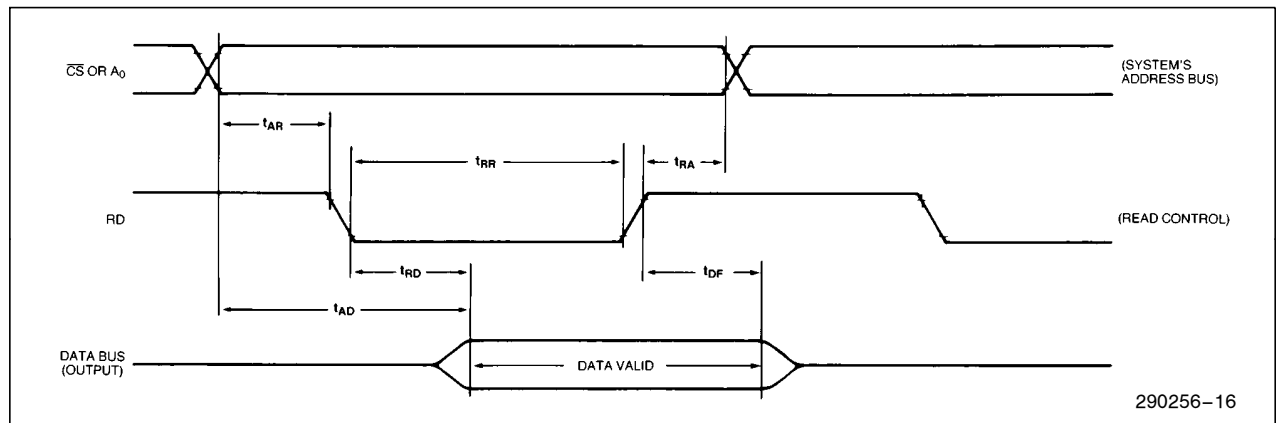 C̅S̅ OR A₀
(SYSTEM'S
ADDRESS BUS)
tAR
tRR
tRA
RD
(READ CONTROL)
tRD
tDF
tAD
DATA BUS
(OUTPUT)
DATA VALID
290256–16